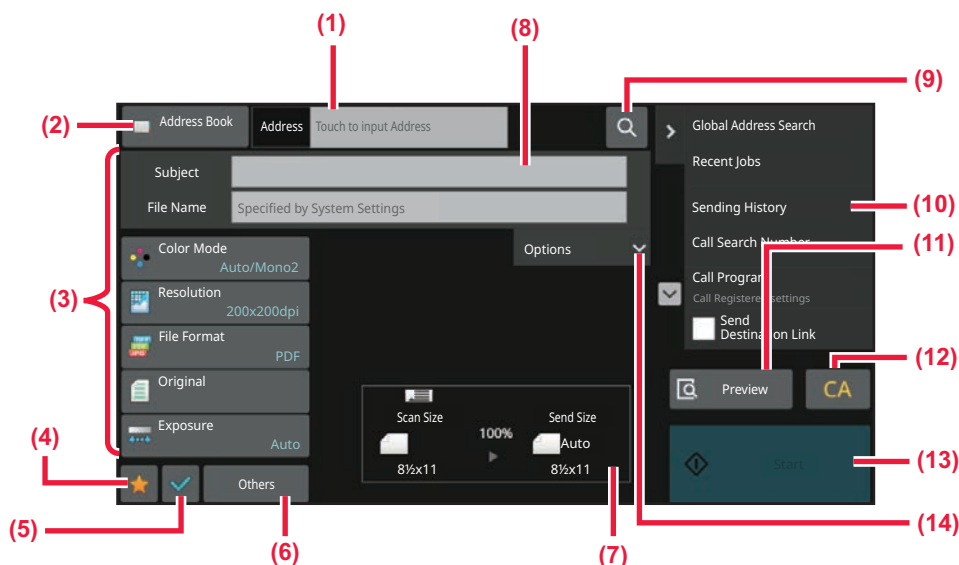 (1)
(8)
(9)
(2)
Address Book
Address
Touch to input Address
Global Address Search
Recent Jobs
Subject
File Name
Specified by System Settings
Sending History
(10)
Options
Call Search Number
(11)
(3)
Color Mode
Auto/Mono2
Resolution
200x200dpi
File Format
PDF
Original
Exposure
Auto
Call Program
Call Registered settings
Send
Destination Link
(12)
Preview
CA
Scan Size
100%
Send Size
Auto
8½x11
8½x11
(4)
Others
Start
(13)
(5)
(6)
(7)
(14)